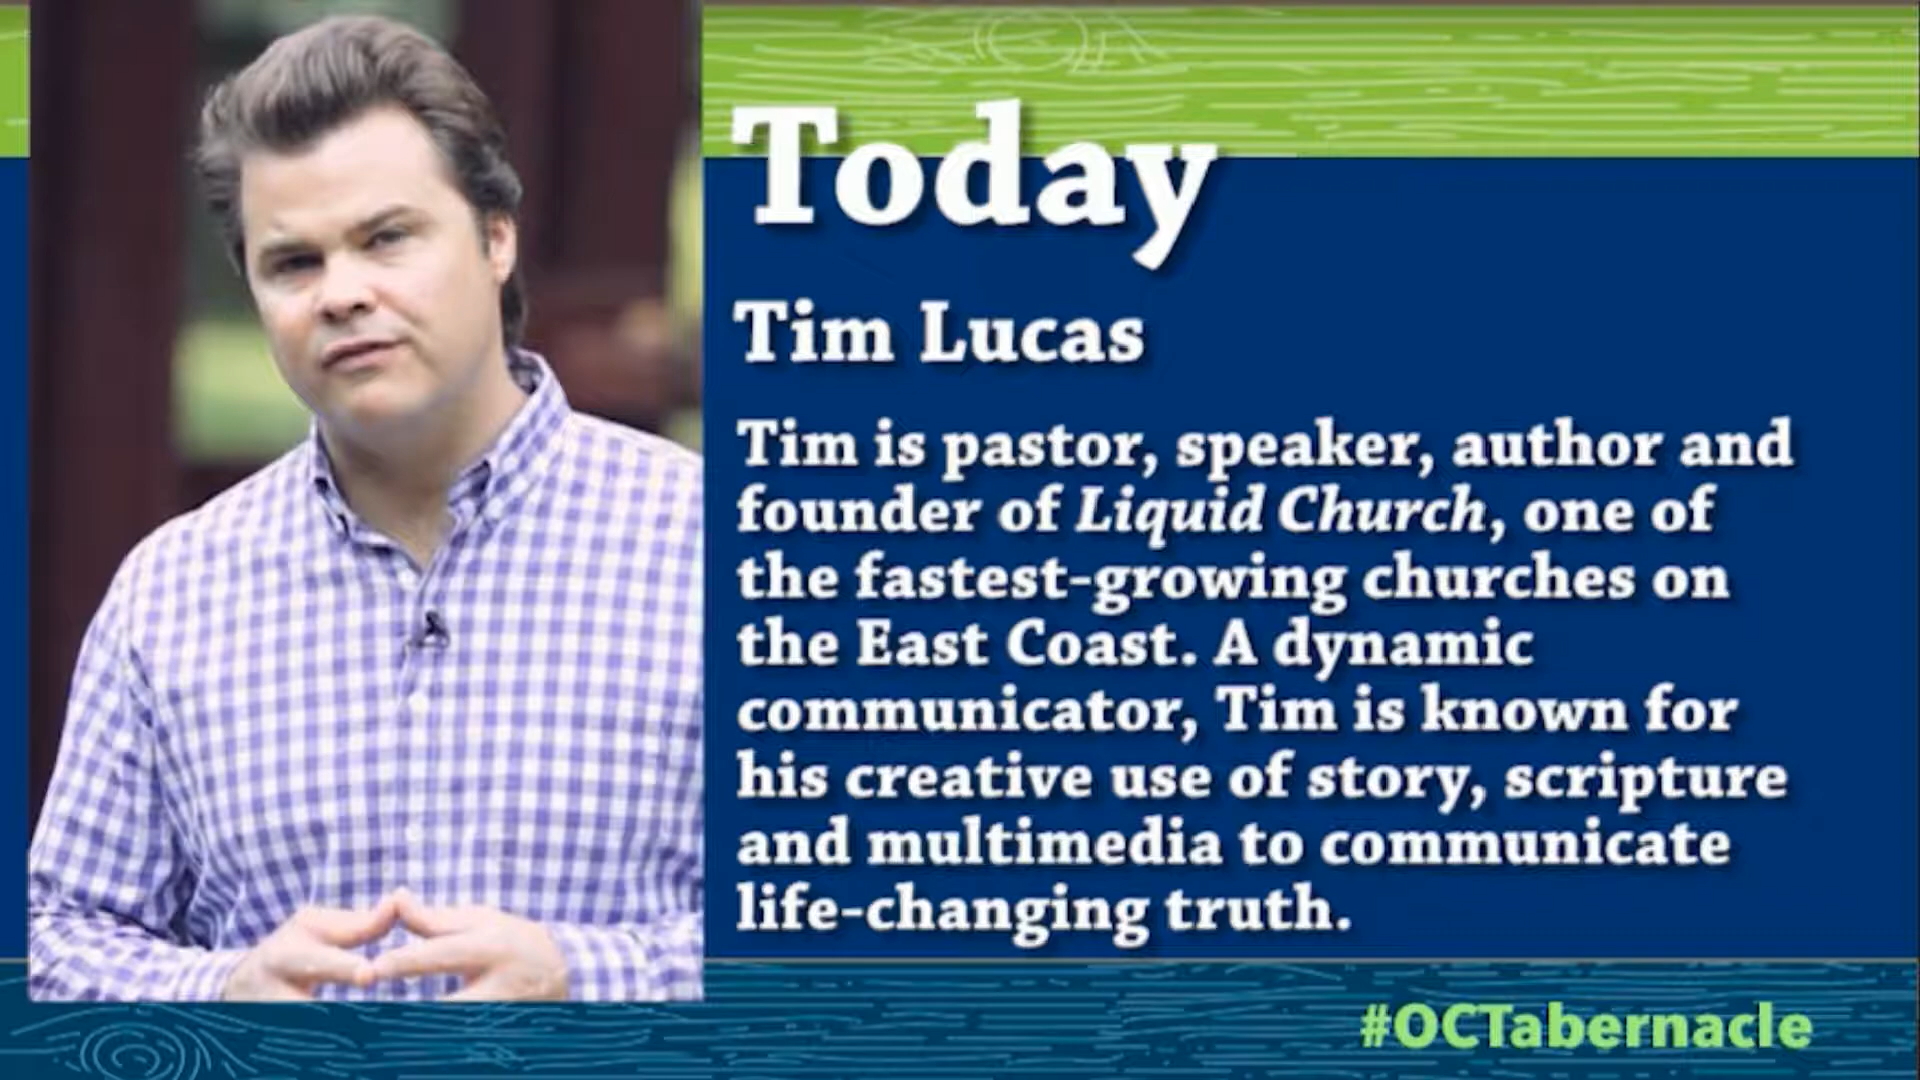 Today
Tim Lucas
Tim is pastor, speaker, author and
founder of Liquid Church, one of
the fastest-growing churches on
the East Coast. A dynamic
communicator, Tim is known for
his creative use of story, scripture
and multimedia to communicate
life-changing truth.
#OCTabernacle